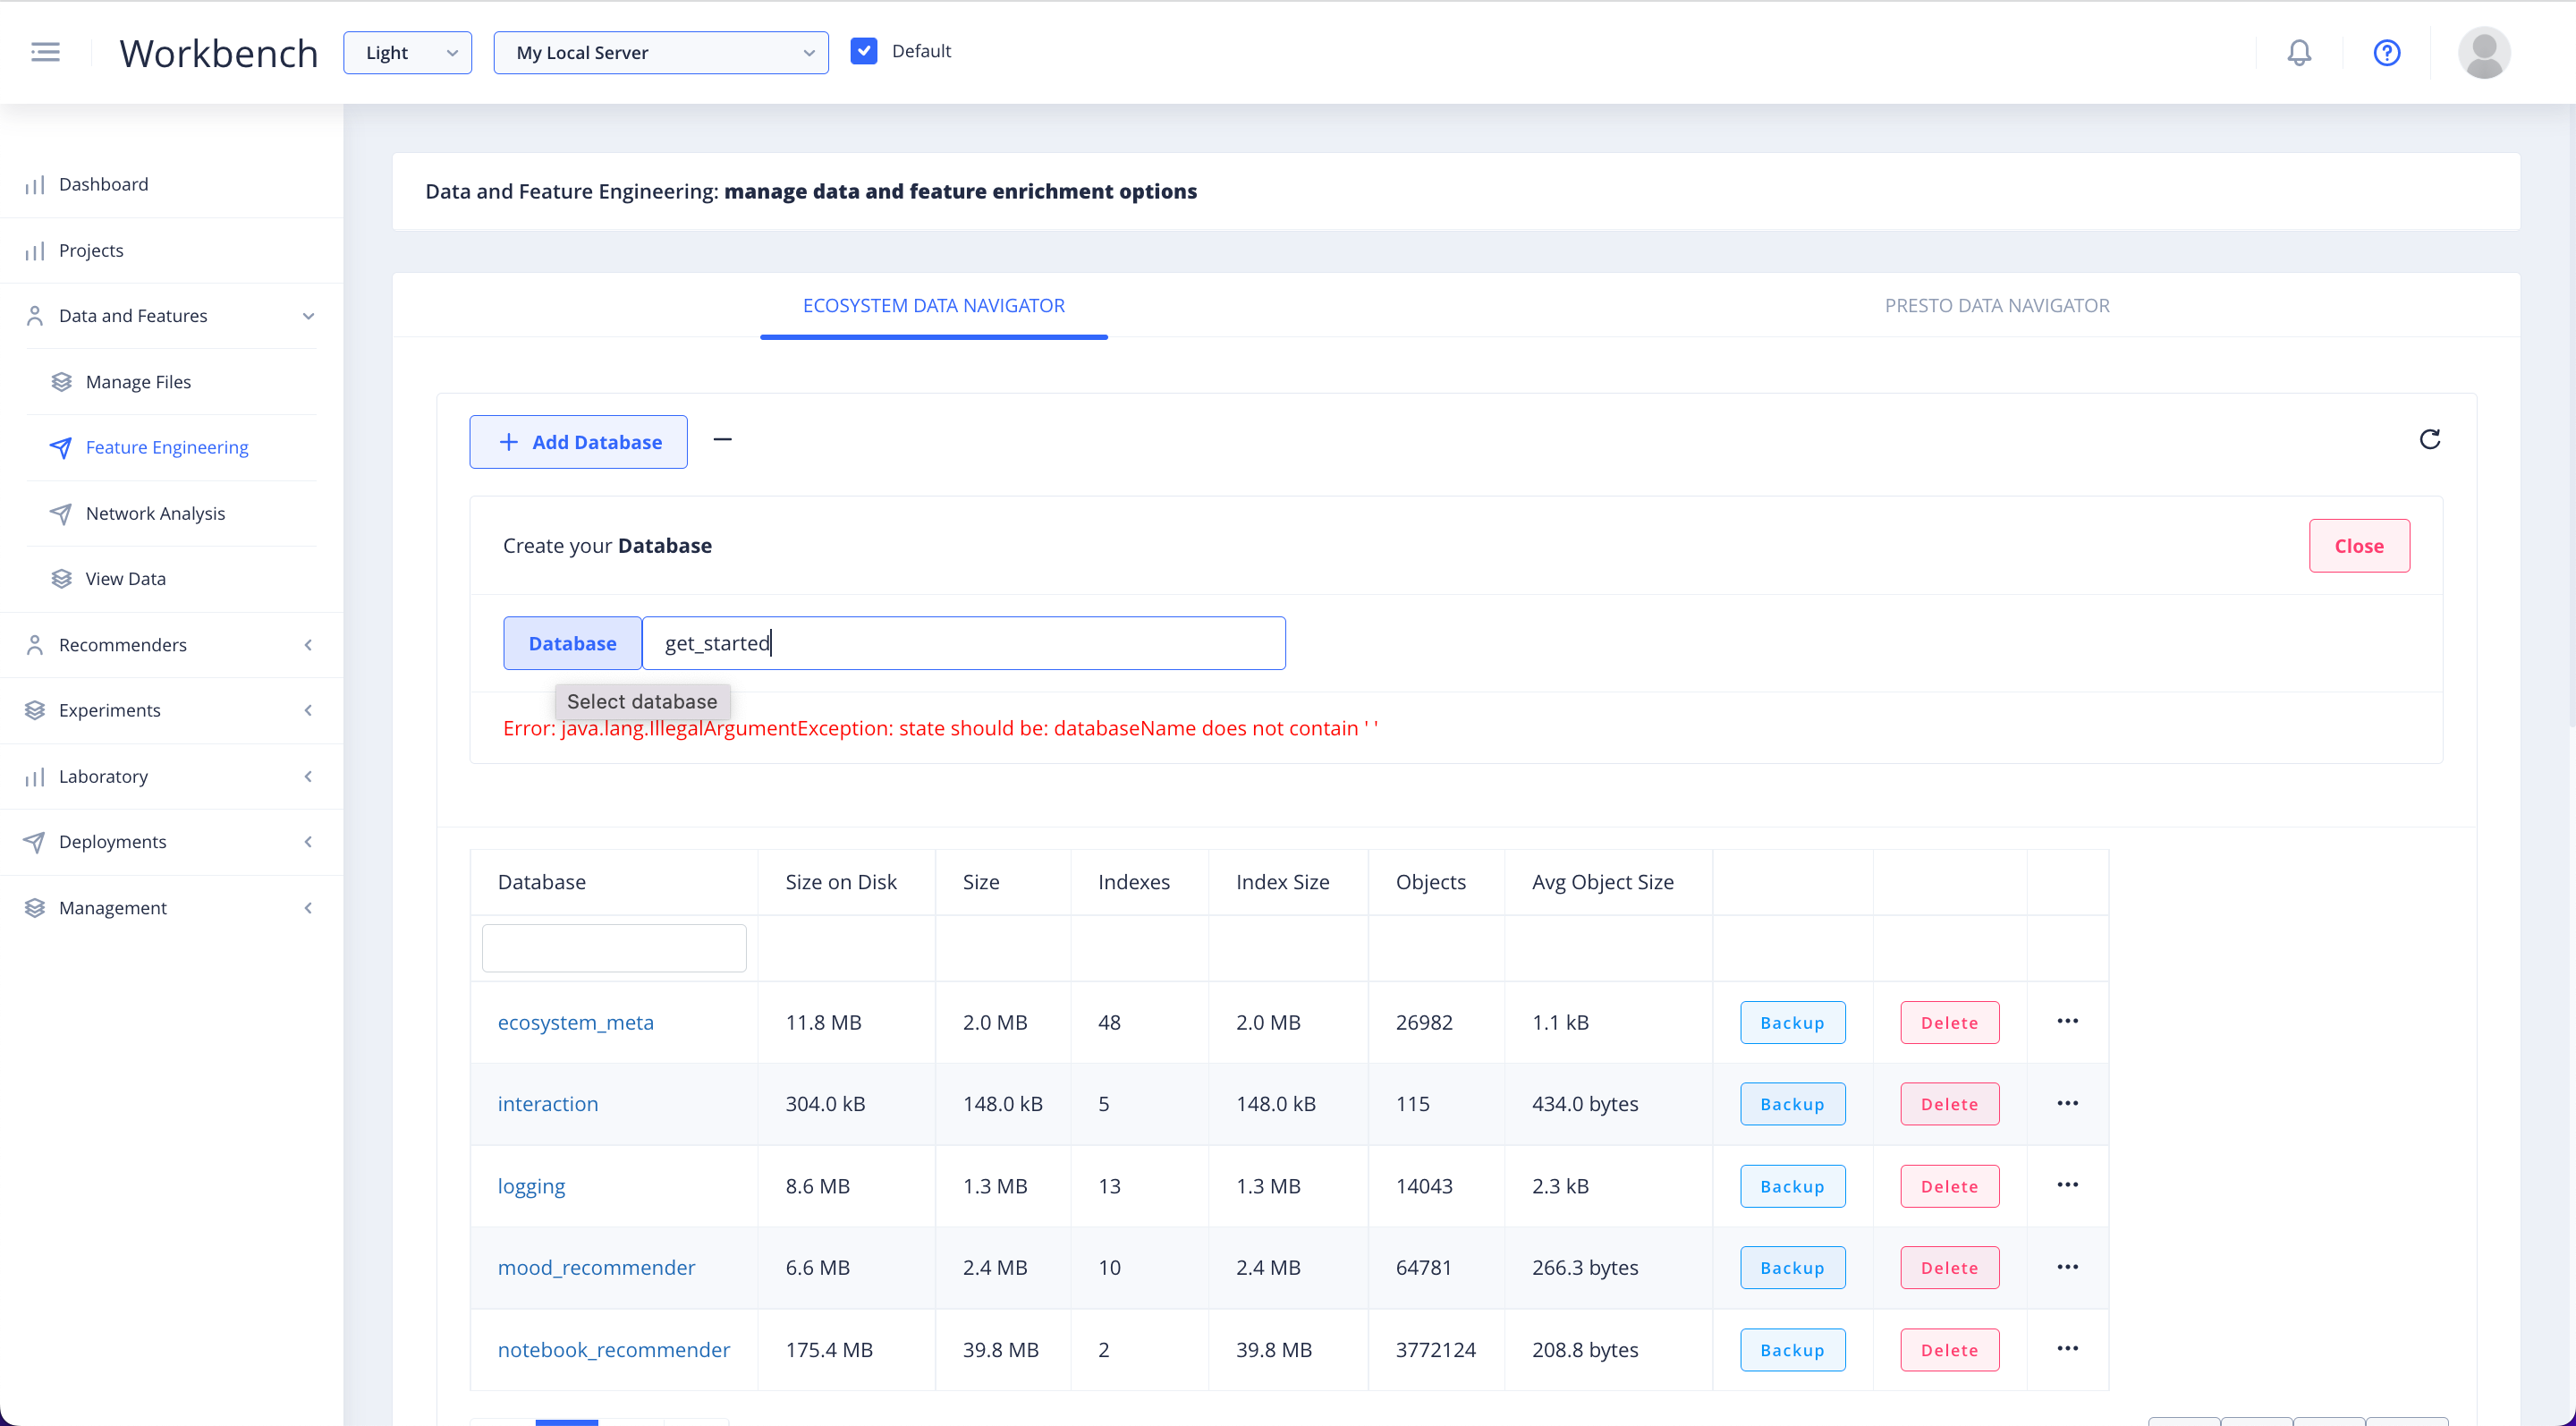 Workbench
Light
My Local Server
Default
Dashboard
Projects
Data and Features
Manage Files
Feature Engineering
Network Analysis
View Data
Recommenders
Experiments
Laboratory
Deployments
Management
Data and Feature Engineering: manage data and feature enrichment options
ECOSYSTEM DATA NAVIGATOR
PRESTO DATA NAVIGATOR
Add Database
Create your Database
Close
Database
get_started
Select database
Error: java.lang.IllegalArgumentException: state should be: databaseName does not contain ' '
Database Size on Disk Size Indexes Index Size Objects Avg Object Size
ecosystem_meta 11.8 MB 2.0 MB 48 2.0 MB 26982 1.1 kB Backup Delete
interaction 304.0 kB 148.0 kB 5 148.0 kB 115 434.0 bytes Backup Delete
logging 8.6 MB 1.3 MB 13 1.3 MB 14043 2.3 kB Backup Delete
mood_recommender 6.6 MB 2.4 MB 10 2.4 MB 64781 266.3 bytes Backup Delete
notebook_recommender 175.4 MB 39.8 MB 2 39.8 MB 3772124 208.8 bytes Backup Delete